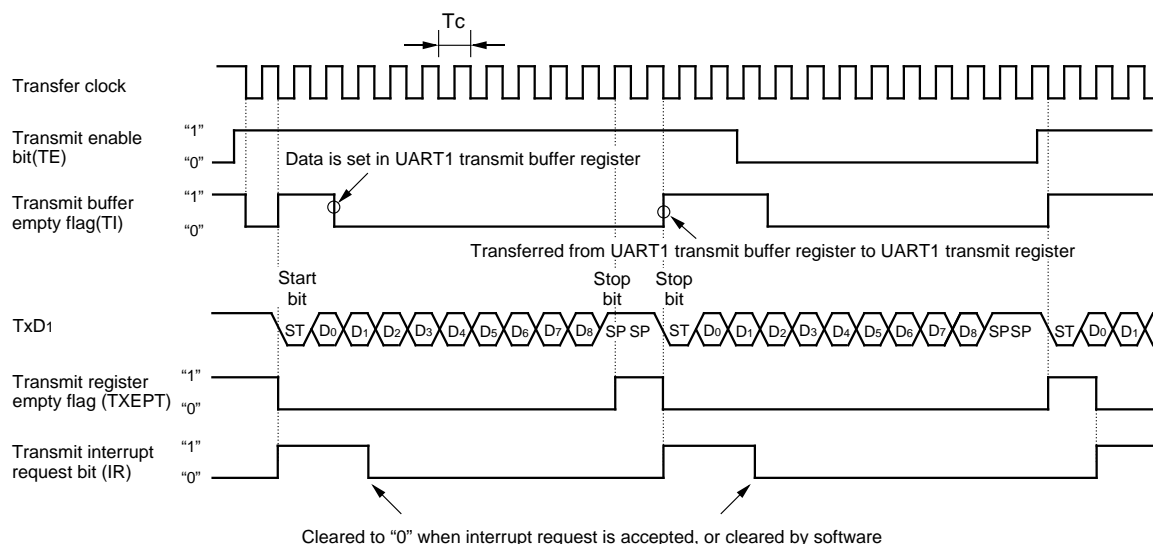 Tc
Transfer clock
Transmit enable
bit(TE)
“1”
“0”
Data is set in UART1 transmit buffer register
Transmit buffer
empty flag(TI)
“1”
“0”
Transferred from UART1 transmit buffer register to UART1 transmit register
Start
bit
Stop
bit
Stop
bit
TxD1
ST D0 D1 D2 D3 D4 D5 D6 D7 D8 SP SP ST D0 D1 D2 D3 D4 D5 D6 D7 D8 SPSP ST D0 D1
Transmit register
empty flag (TXEPT)
“1”
“0”
Transmit interrupt
request bit (IR)
“1”
“0”
Cleared to “0” when interrupt request is accepted, or cleared by software